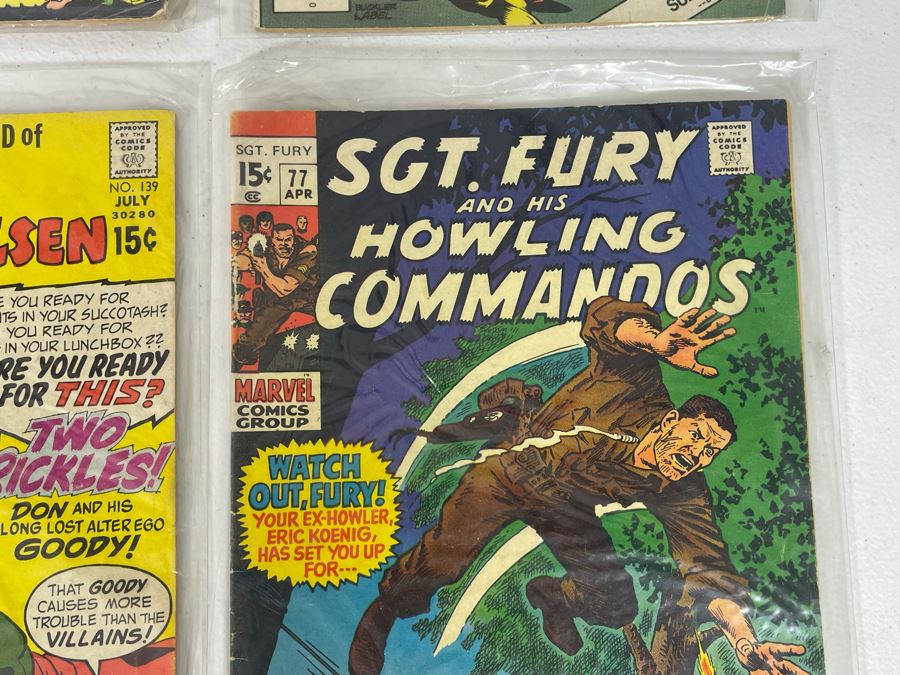 BUCKLER
& ABEL
D of
APPROVED
BY THE
COMICS
CODE
AUTHORITY
NO. 139
JULY
30280
LSEN 15¢
E YOU READY FOR
TS IN YOUR SUCCOTASH?
YOU READY FOR
IN YOUR LUNCHBOX??
RE YOU READY
FOR THIS?
TWO
RICKLES!
DON AND HIS
LONG LOST ALTER EGO
GOODY!
THAT GOODY
CAUSES MORE
TROUBLE THAN THE
VILLAINS!
SGT. FURY
15¢
CC
77
APR
MARVEL
COMICS
GROUP
SGT. FURY
AND HIS
HOWLING
COMMANDOS
TM
APPROVED
BY THE
COMICS
CODE
AUTHORITY
WATCH
OUT, FURY!
YOUR EX-HOWLER,
ERIC KOENIG,
HAS SET YOU UP
FOR---